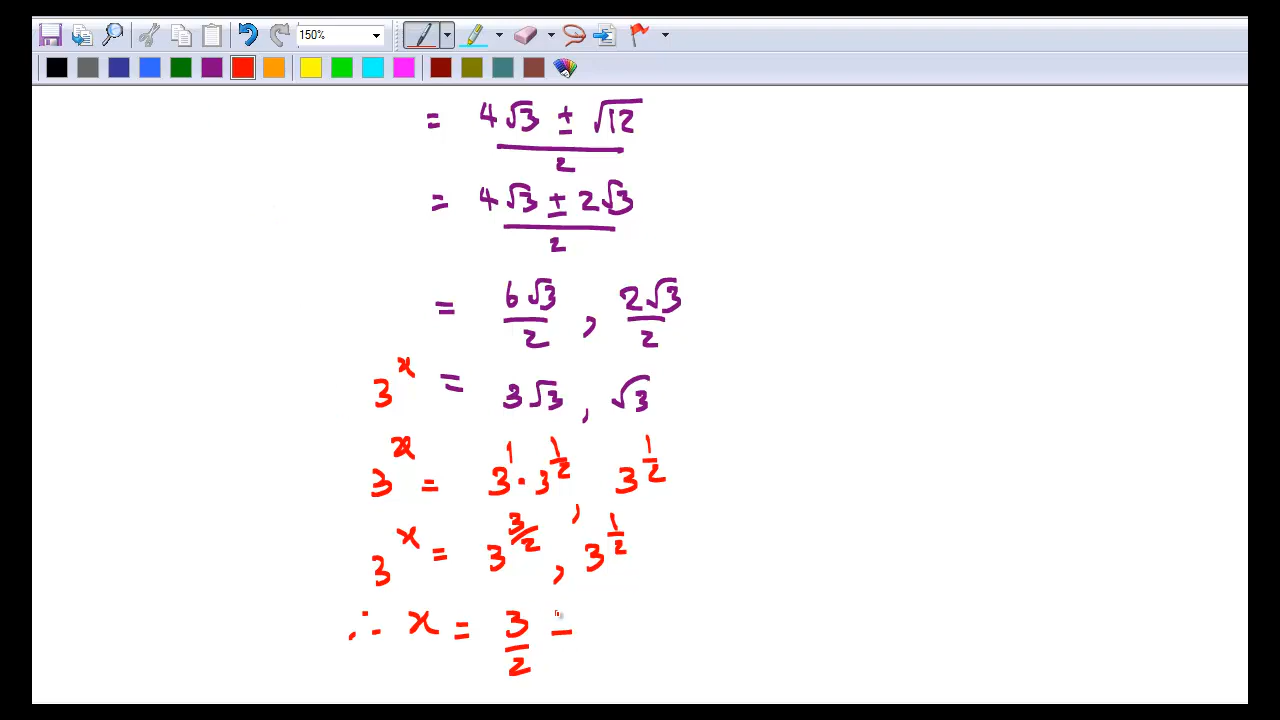 150%
= (4√3 ± √12)/2
= (4√3 ± 2√3)/2
= 6√3/2 , 2√3/2
3^x = 3√3 , √3
3^x = 3^1 · 3^(1/2) , 3^(1/2)
3^x = 3^(3/2) , 3^(1/2)
∴ x = 3/2 –